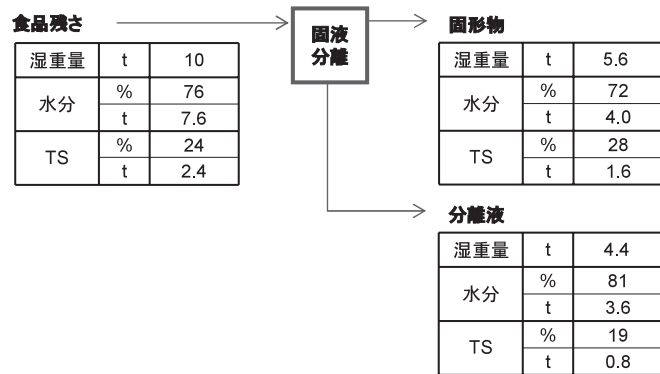 食品残さ
湿重量 t 10
水分 % 76
t 7.6
TS % 24
t 2.4
固液
分離
固形物
湿重量 t 5.6
水分 % 72
t 4.0
TS % 28
t 1.6
分離液
湿重量 t 4.4
水分 % 81
t 3.6
TS % 19
t 0.8